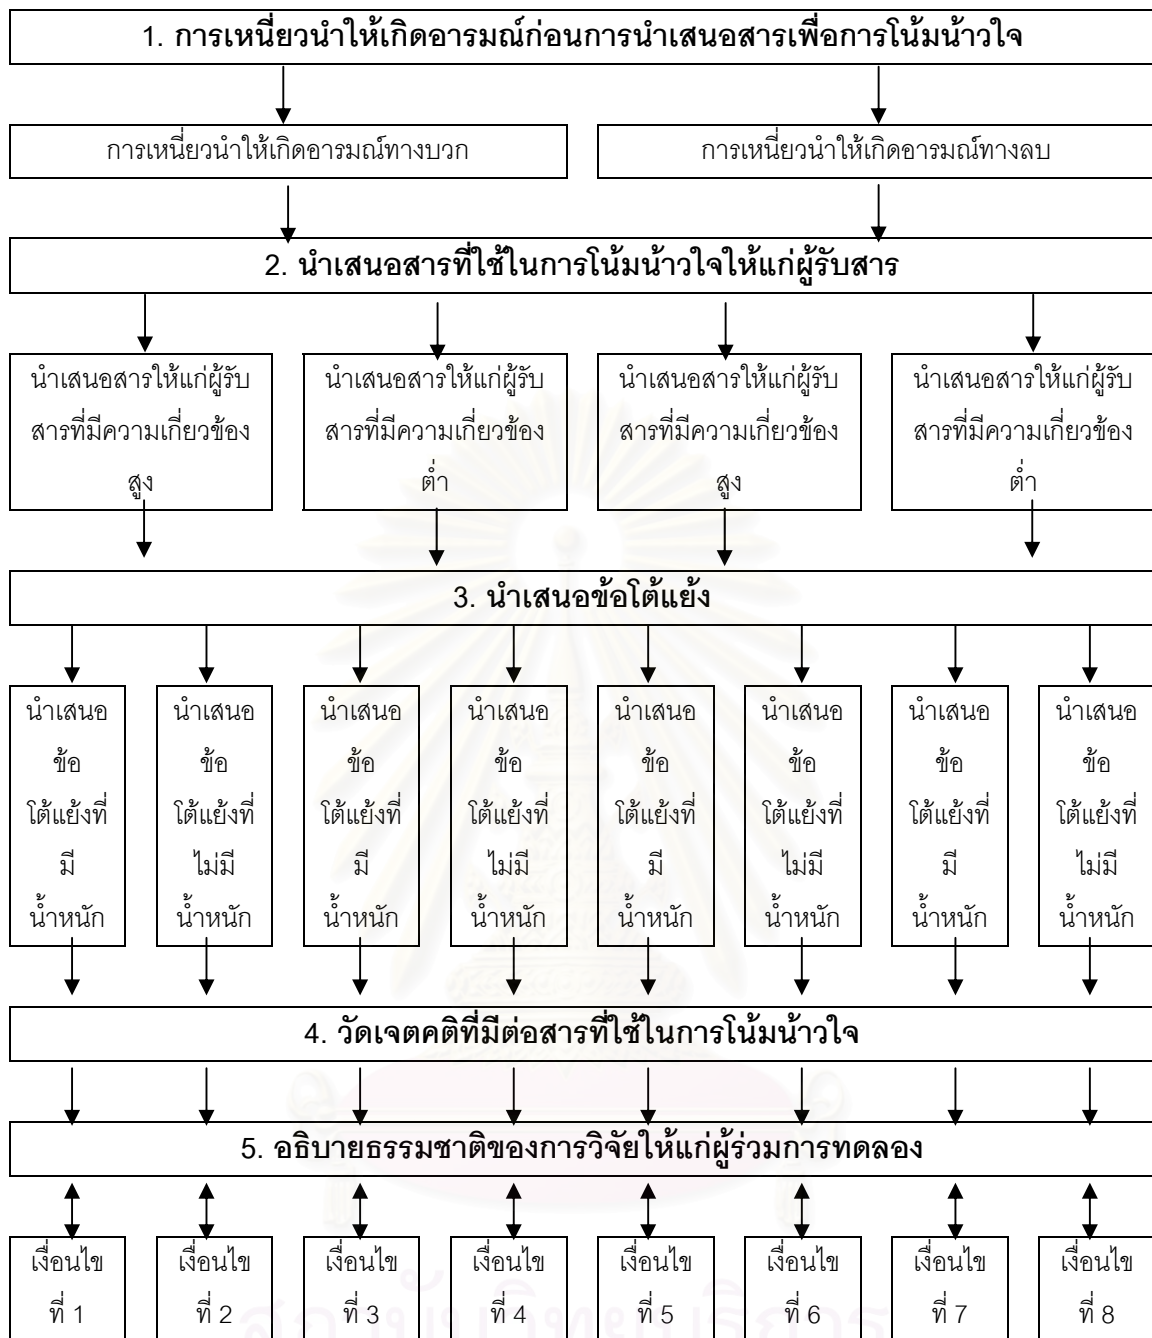 1. การเหนี่ยวนำให้เกิดอารมณ์ก่อนการนำเสนอสารเพื่อการโน้มน้าวใจ
การเหนี่ยวนำให้เกิดอารมณ์ทางบวก
การเหนี่ยวนำให้เกิดอารมณ์ทางลบ
2. นำเสนอสารที่ใช้ในการโน้มน้าวใจให้แก่ผู้รับสาร
นำเสนอสารให้แก่ผู้รับ
สารที่มีความเกี่ยวข้อง
สูง
นำเสนอสารให้แก่ผู้รับ
สารที่มีความเกี่ยวข้อง
ต่ำ
นำเสนอสารให้แก่ผู้รับ
สารที่มีความเกี่ยวข้อง
สูง
นำเสนอสารให้แก่ผู้รับ
สารที่มีความเกี่ยวข้อง
ต่ำ
3. นำเสนอข้อโต้แย้ง
นำเสนอ
ข้อ
โต้แย้งที่
มี
น้ำหนัก
นำเสนอ
ข้อ
โต้แย้งที่
ไม่มี
น้ำหนัก
นำเสนอ
ข้อ
โต้แย้งที่
มี
น้ำหนัก
นำเสนอ
ข้อ
โต้แย้งที่
ไม่มี
น้ำหนัก
นำเสนอ
ข้อ
โต้แย้งที่
มี
น้ำหนัก
นำเสนอ
ข้อ
โต้แย้งที่
ไม่มี
น้ำหนัก
นำเสนอ
ข้อ
โต้แย้งที่
มี
น้ำหนัก
นำเสนอ
ข้อ
โต้แย้งที่
ไม่มี
น้ำหนัก
4. วัดเจตคติที่มีต่อสารที่ใช้ในการโน้มน้าวใจ
5. อธิบายธรรมชาติของการวิจัยให้แก่ผู้ร่วมการทดลอง
เงื่อนไข
ที่ 1
เงื่อนไข
ที่ 2
เงื่อนไข
ที่ 3
เงื่อนไข
ที่ 4
เงื่อนไข
ที่ 5
เงื่อนไข
ที่ 6
เงื่อนไข
ที่ 7
เงื่อนไข
ที่ 8
สถาบันวิทยบริการ